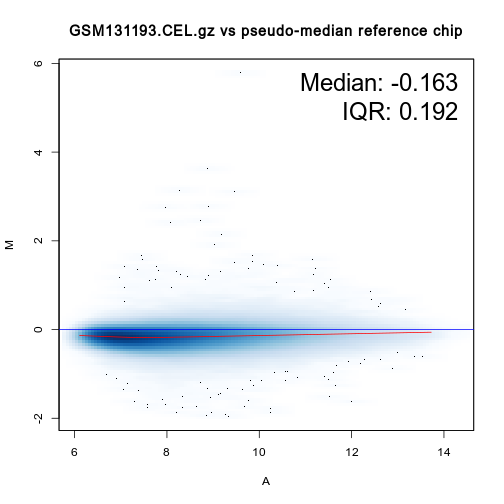 GSM131193.CEL.gz vs pseudo-median reference chip
Median: -0.163
IQR: 0.192
6
4
2
0
-2
M
6 8 10 12 14
A